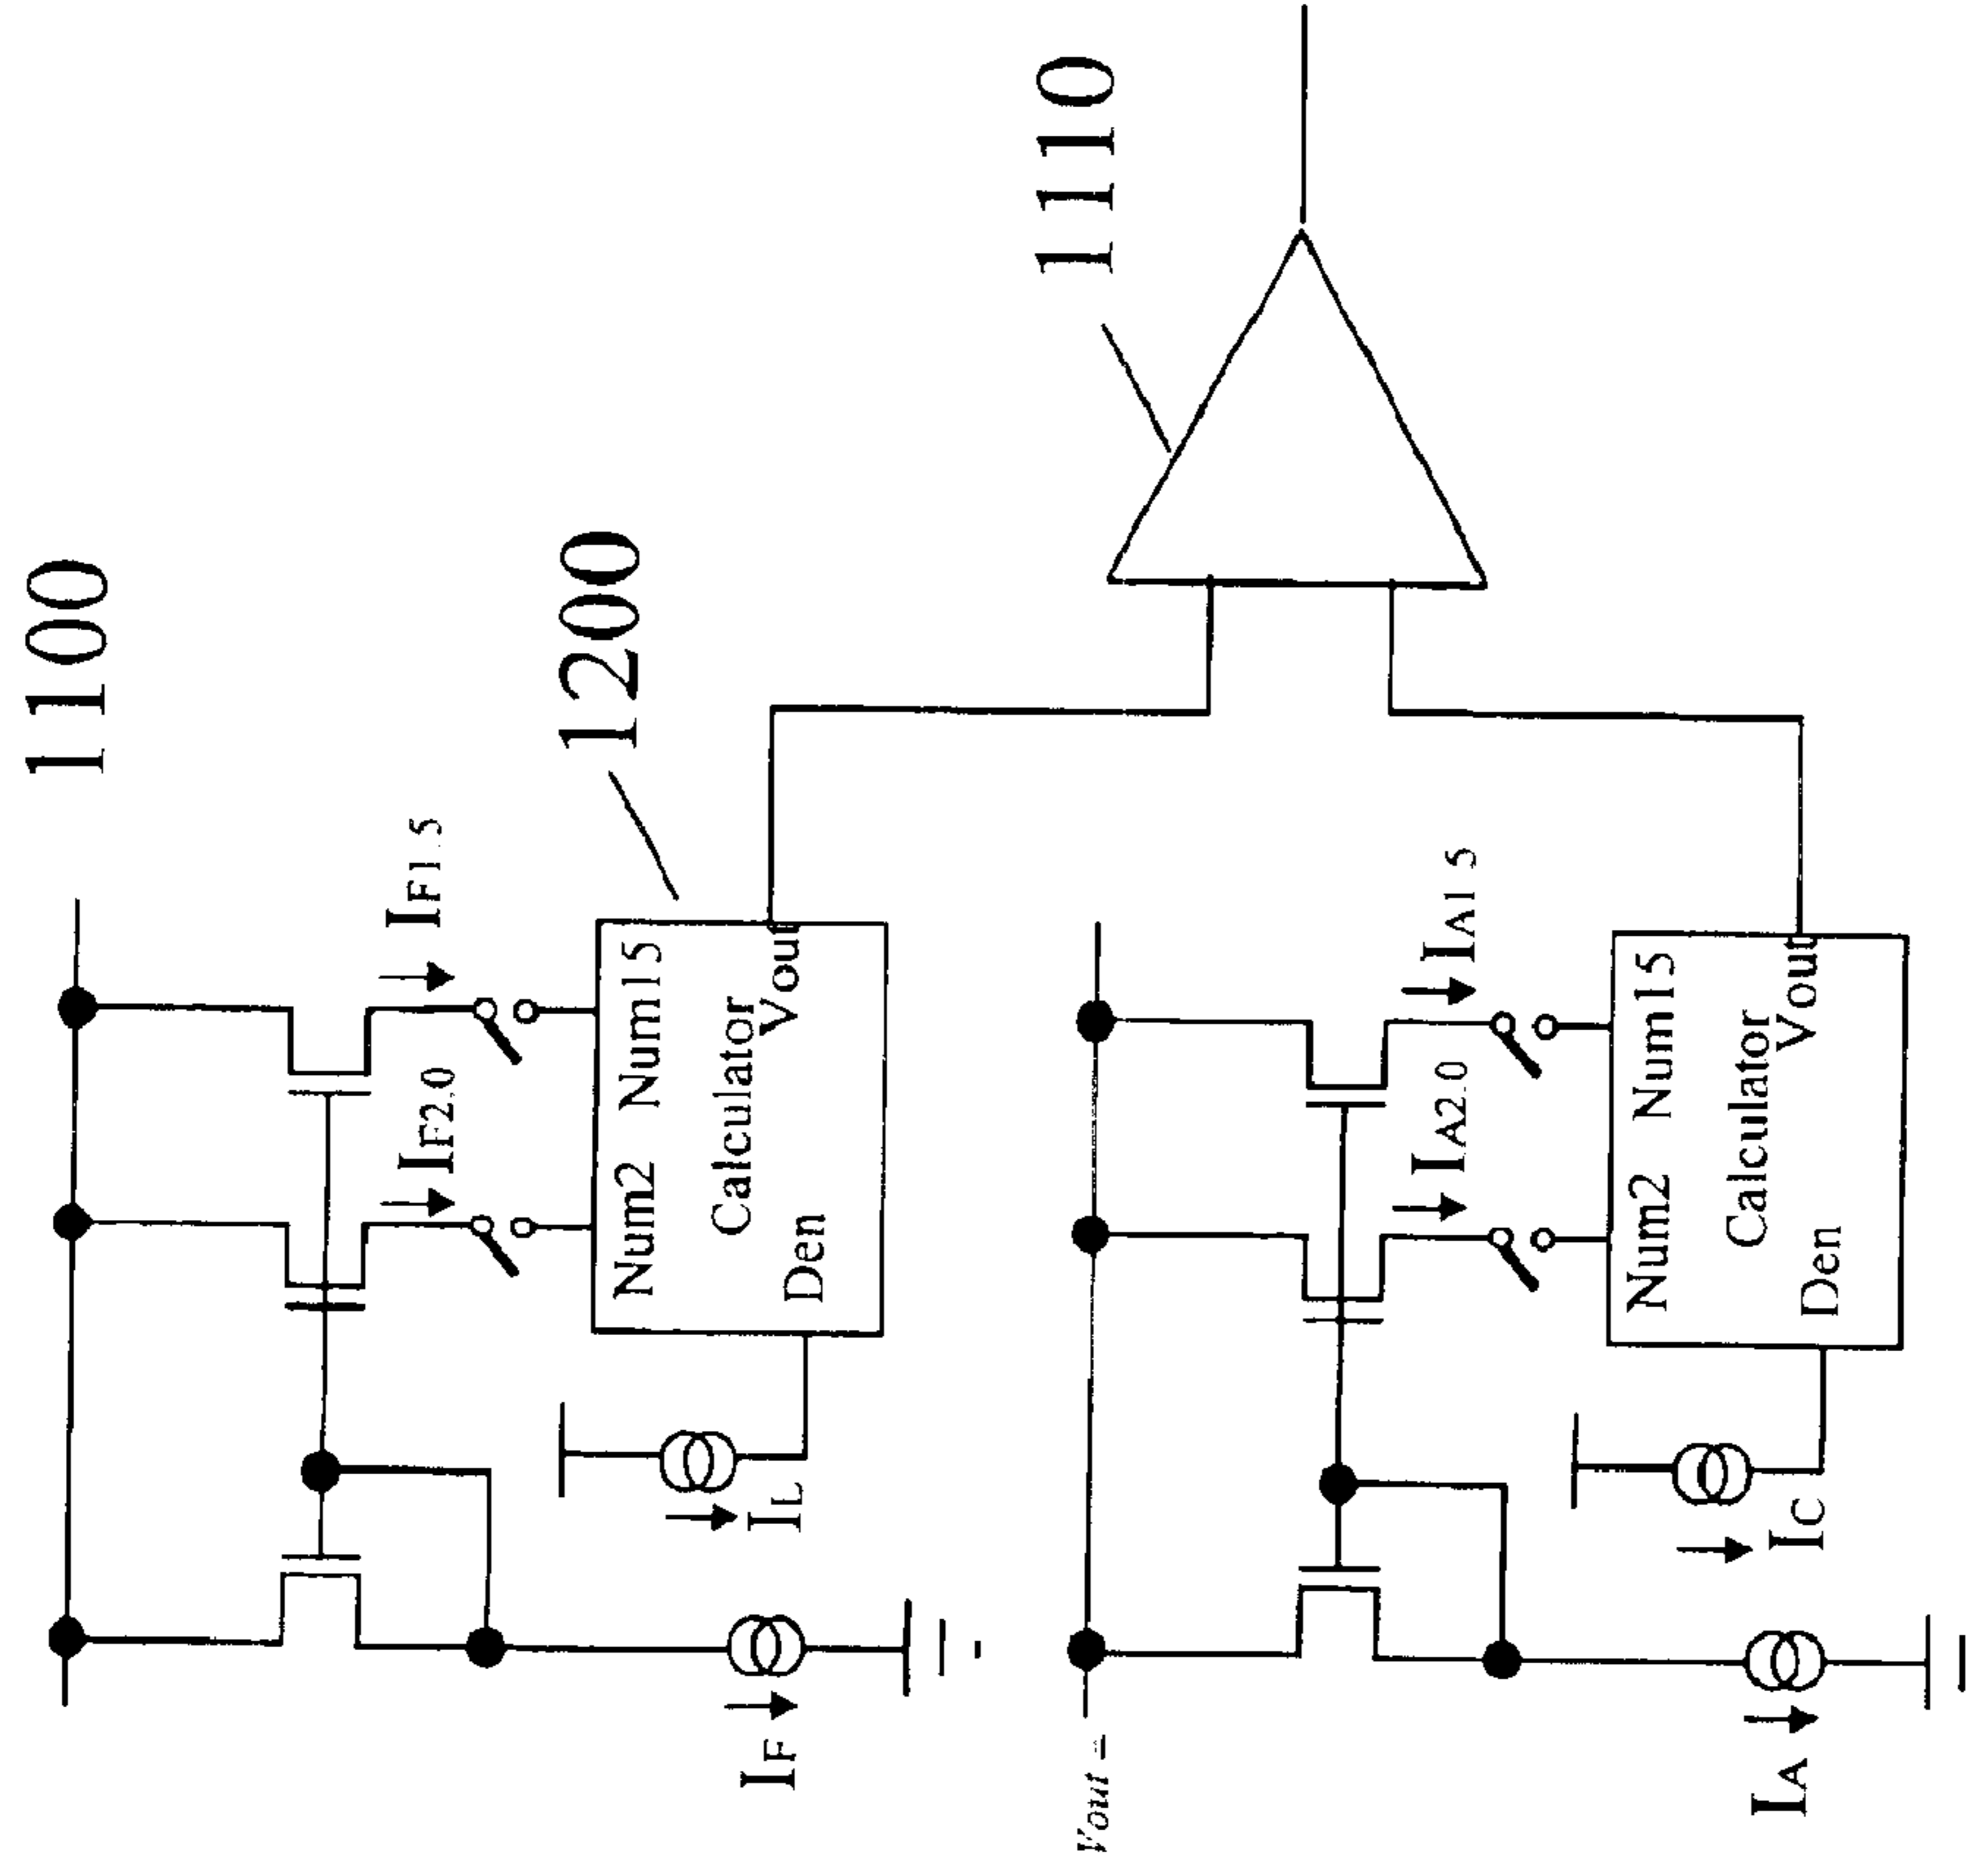 1100
IF1.5
IF2.0
1200
Num2 Num15
Calculator
Vout
Den
IL
IF
1110
Vout =
IA1 5
IA2.0
Num2 Num15
Calculator
Vout
Den
IC
IA